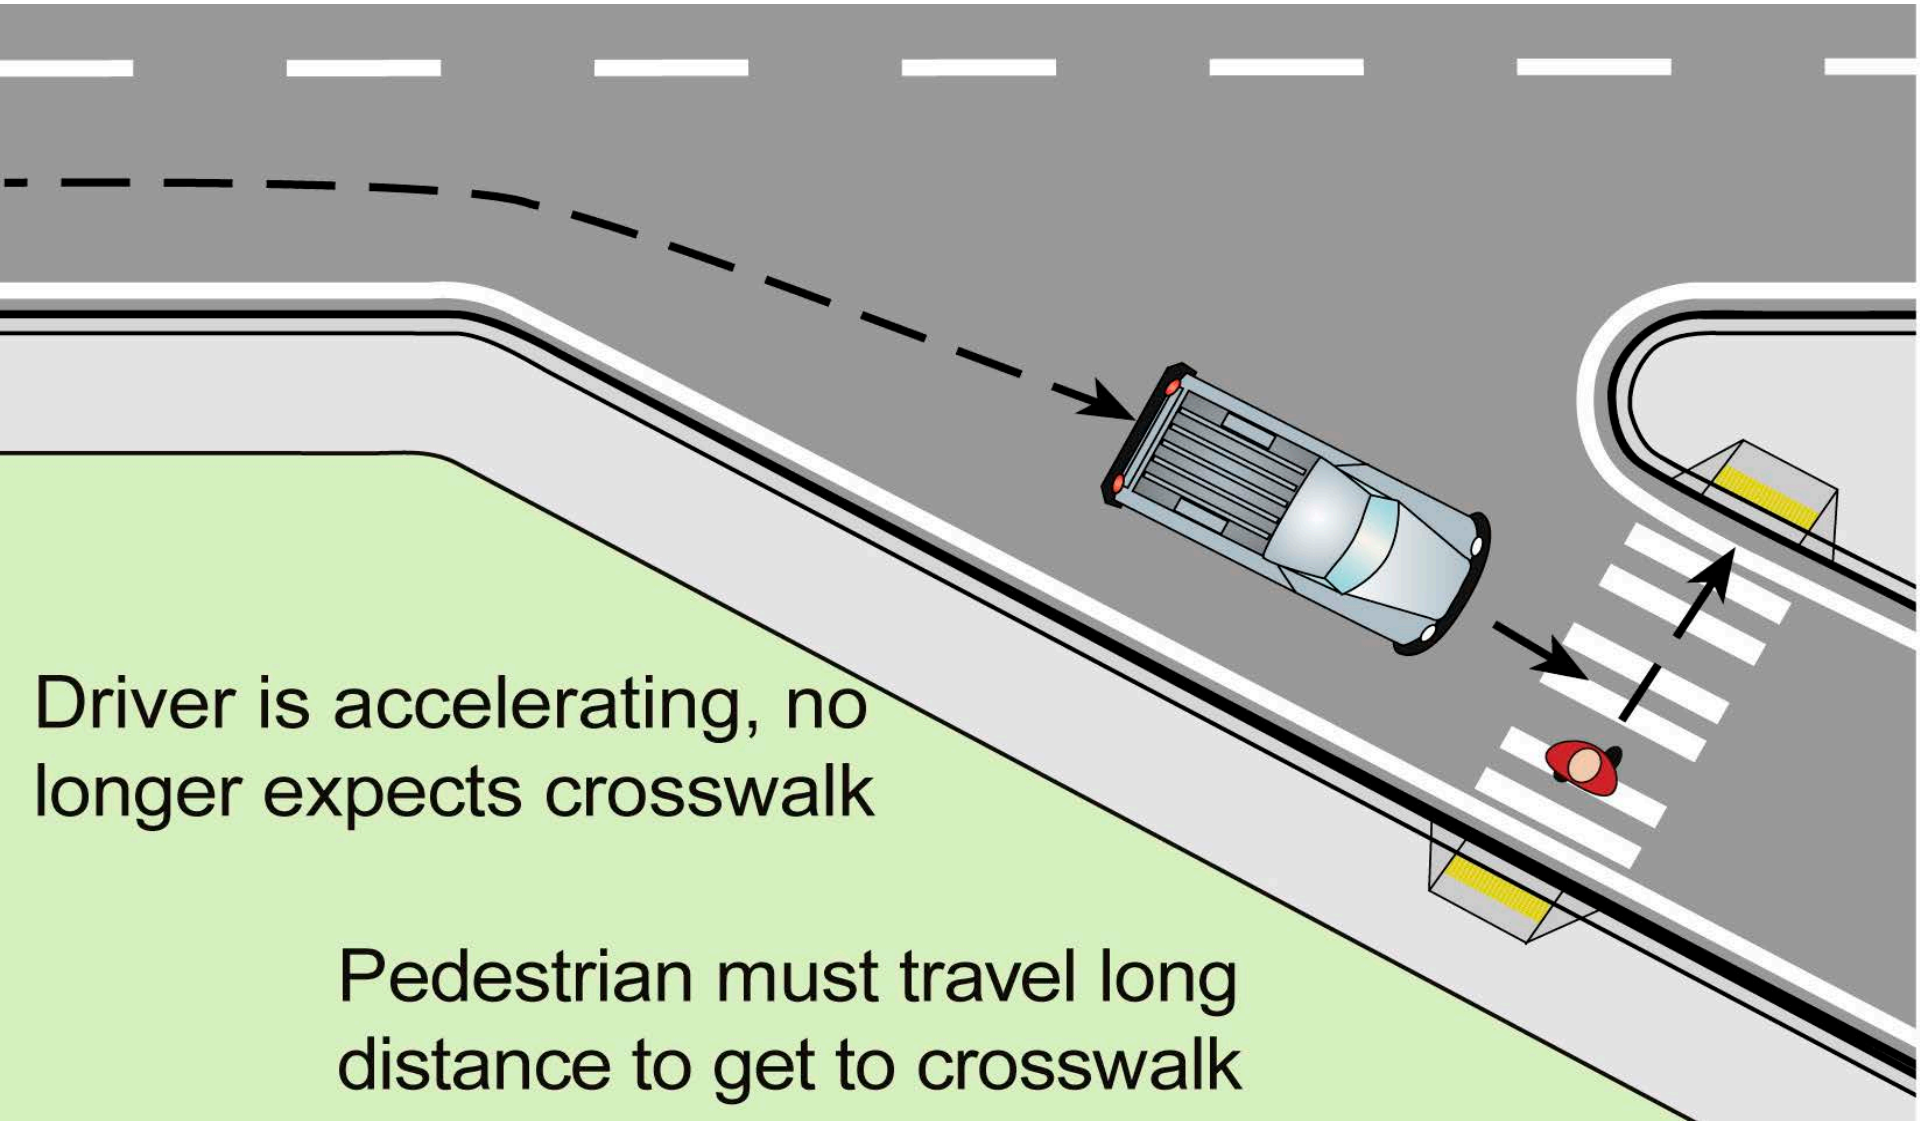 Driver is accelerating, no
longer expects crosswalk
Pedestrian must travel long
distance to get to crosswalk